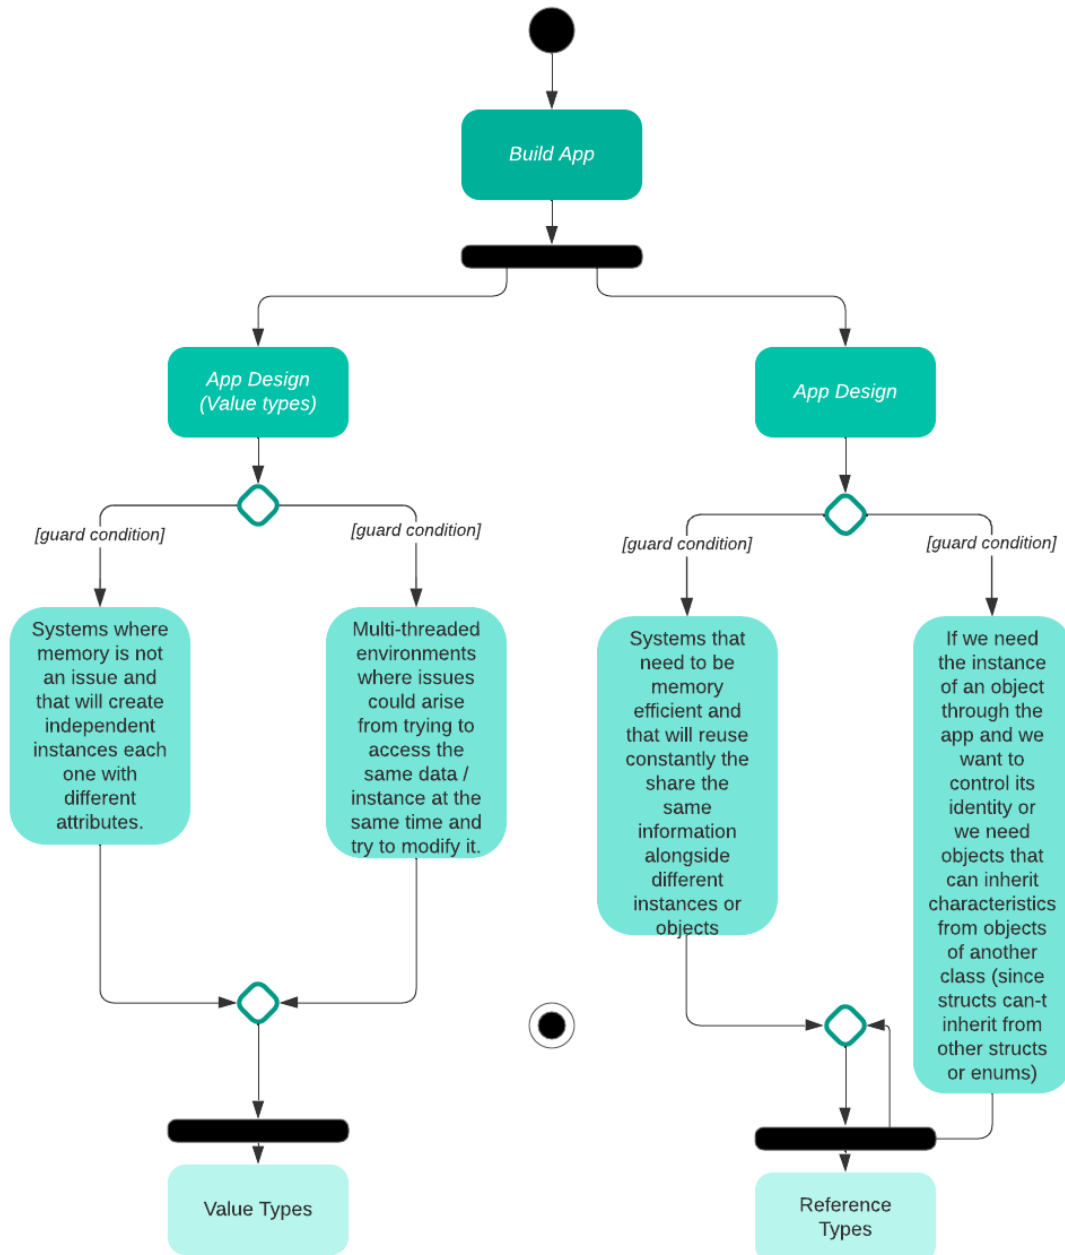 Build App
App Design
(Value types)
App Design
[guard condition]
[guard condition]
[guard condition]
[guard condition]
Systems where
memory is not
an issue and
that will create
independent
instances each
one with
different
attributes.
Multi-threaded
environments
where issues
could arise
from trying to
access the
same data /
instance at the
same time and
try to modify it.
Systems that
need to be
memory
efficient and
that will reuse
constantly the
share the
same
information
alongside
different
instances or
objects
If we need
the instance
of an object
through the
app and we
want to
control its
identity or
we need
objects that
can inherit
characteristics
from objects
of another
class (since
structs can-t
inherit from
other structs
or enums)
Value Types
Reference
Types